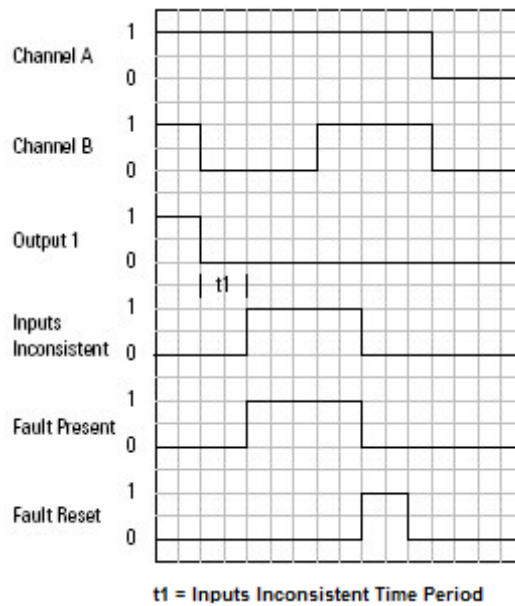 1
Channel A
0
1
Channel B
0
1
Output 1
0
t1
1
Inputs
Inconsistent
0
1
Fault Present
0
1
Fault Reset
0
t1 = Inputs Inconsistent Time Period